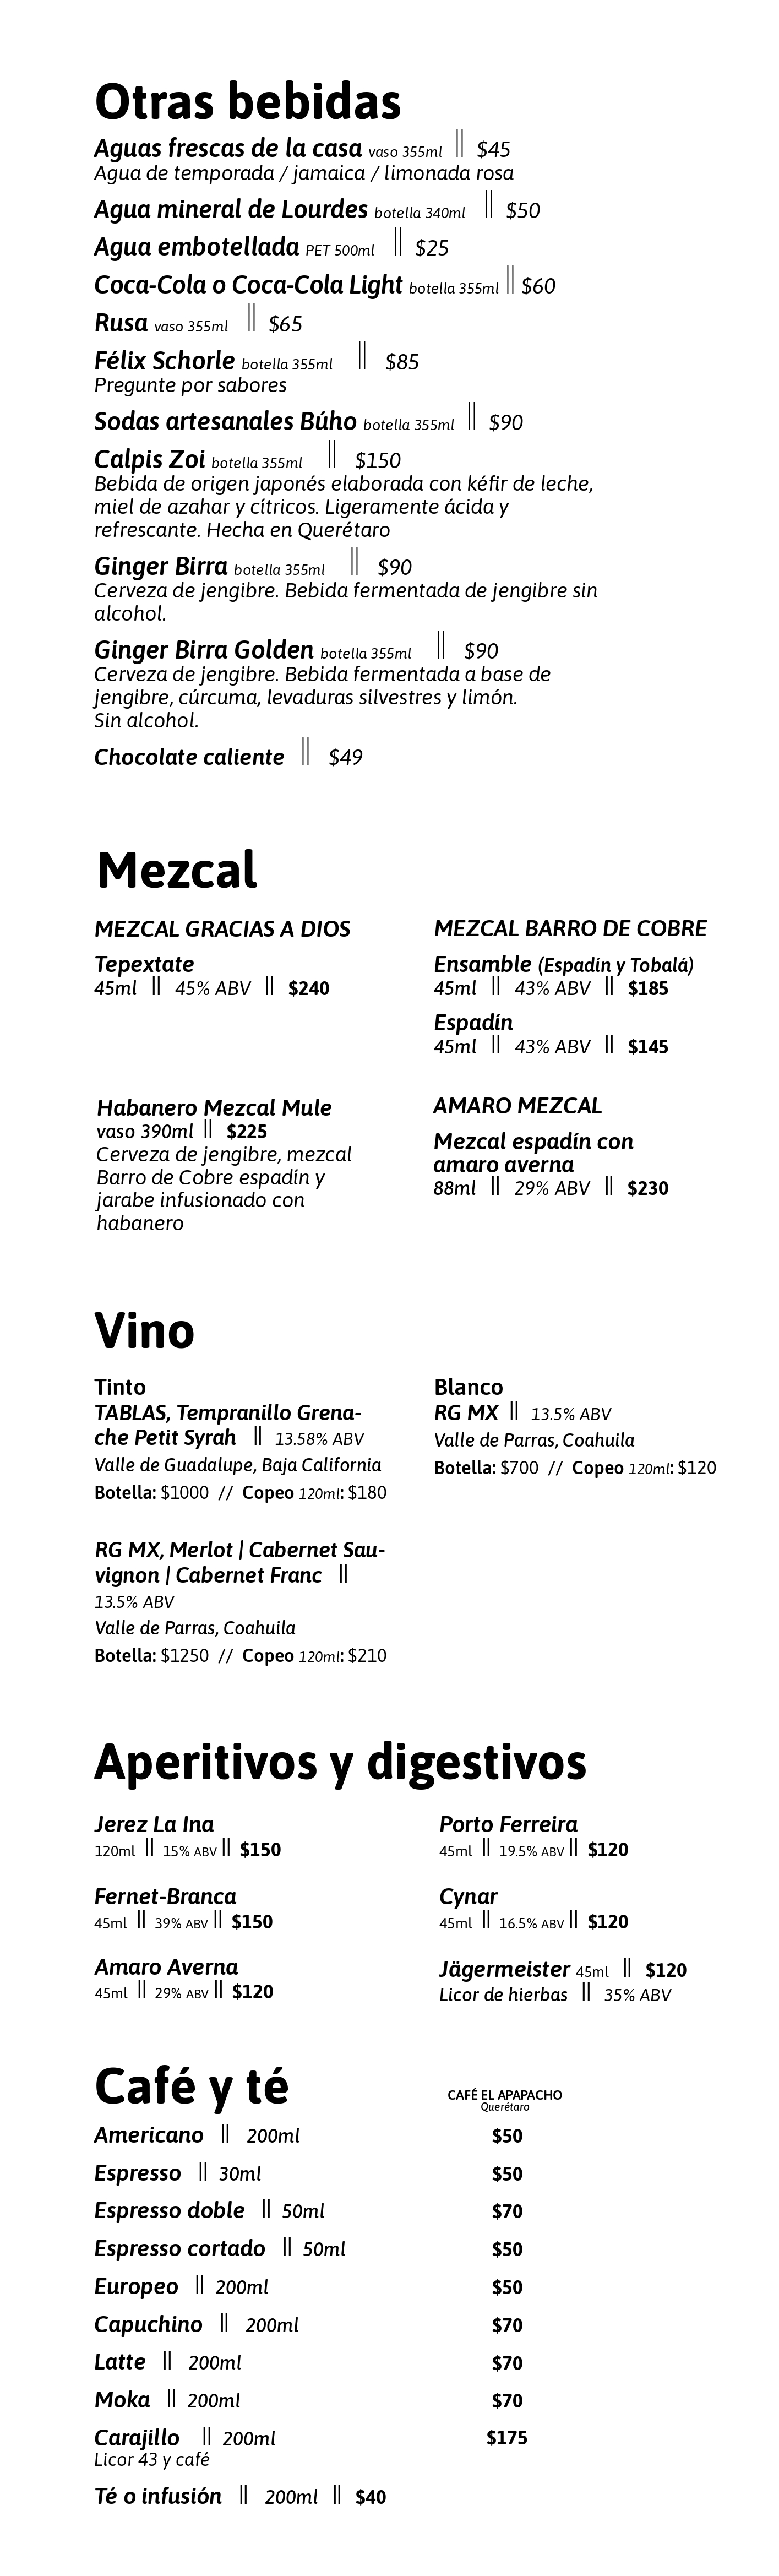 Otras bebidas
Aguas frescas de la casa vaso 355ml || $45
Agua de temporada / jamaica / limonada rosa
Agua mineral de Lourdes botella 340ml || $50
Agua embotellada PET 500ml || $25
Coca-Cola o Coca-Cola Light botella 355ml || $60
Rusa vaso 355ml || $65
Félix Schorle botella 355ml || $85
Pregunte por sabores
Sodas artesanales Búho botella 355ml || $90
Calpis Zoi botella 355ml || $150
Bebida de origen japonés elaborada con kéfir de leche,
miel de azahar y cítricos. Ligeramente ácida y
refrescante. Hecha en Querétaro
Ginger Birra botella 355ml || $90
Cerveza de jengibre. Bebida fermentada de jengibre sin
alcohol.
Ginger Birra Golden botella 355ml || $90
Cerveza de jengibre. Bebida fermentada a base de
jengibre, cúrcuma, levaduras silvestres y limón.
Sin alcohol.
Chocolate caliente || $49
Mezcal
MEZCAL GRACIAS A DIOS
Tepextate
45ml || 45% ABV || $240
MEZCAL BARRO DE COBRE
Ensamble (Espadín y Tobalá)
45ml || 43% ABV || $185
Espadín
45ml || 43% ABV || $145
Habanero Mezcal Mule
vaso 390ml || $225
Cerveza de jengibre, mezcal
Barro de Cobre espadín y
jarabe infusionado con
habanero
AMARO MEZCAL
Mezcal espadín con
amaro averna
88ml || 29% ABV || $230
Vino
Tinto
TABLAS, Tempranillo Grena-
che Petit Syrah || 13.58% ABV
Valle de Guadalupe, Baja California
Botella: $1000 // Copeo 120ml: $180
RG MX, Merlot | Cabernet Sau-
vignon | Cabernet Franc ||
13.5% ABV
Valle de Parras, Coahuila
Botella: $1250 // Copeo 120ml: $210
Blanco
RG MX || 13.5% ABV
Valle de Parras, Coahuila
Botella: $700 // Copeo 120ml: $120
Aperitivos y digestivos
Jerez La Ina
120ml || 15% ABV || $150
Fernet-Branca
45ml || 39% ABV || $150
Amaro Averna
45ml || 29% ABV || $120
Porto Ferreira
45ml || 19.5% ABV || $120
Cynar
45ml || 16.5% ABV || $120
Jägermeister 45ml || $120
Licor de hierbas || 35% ABV
Café y té
CAFÉ EL APAPACHO
Querétaro
Americano || 200ml $50
Espresso || 30ml $50
Espresso doble || 50ml $70
Espresso cortado || 50ml $50
Europeo || 200ml $50
Capuchino || 200ml $70
Latte || 200ml $70
Moka || 200ml $70
Carajillo || 200ml $175
Licor 43 y café
Té o infusión || 200ml || $40